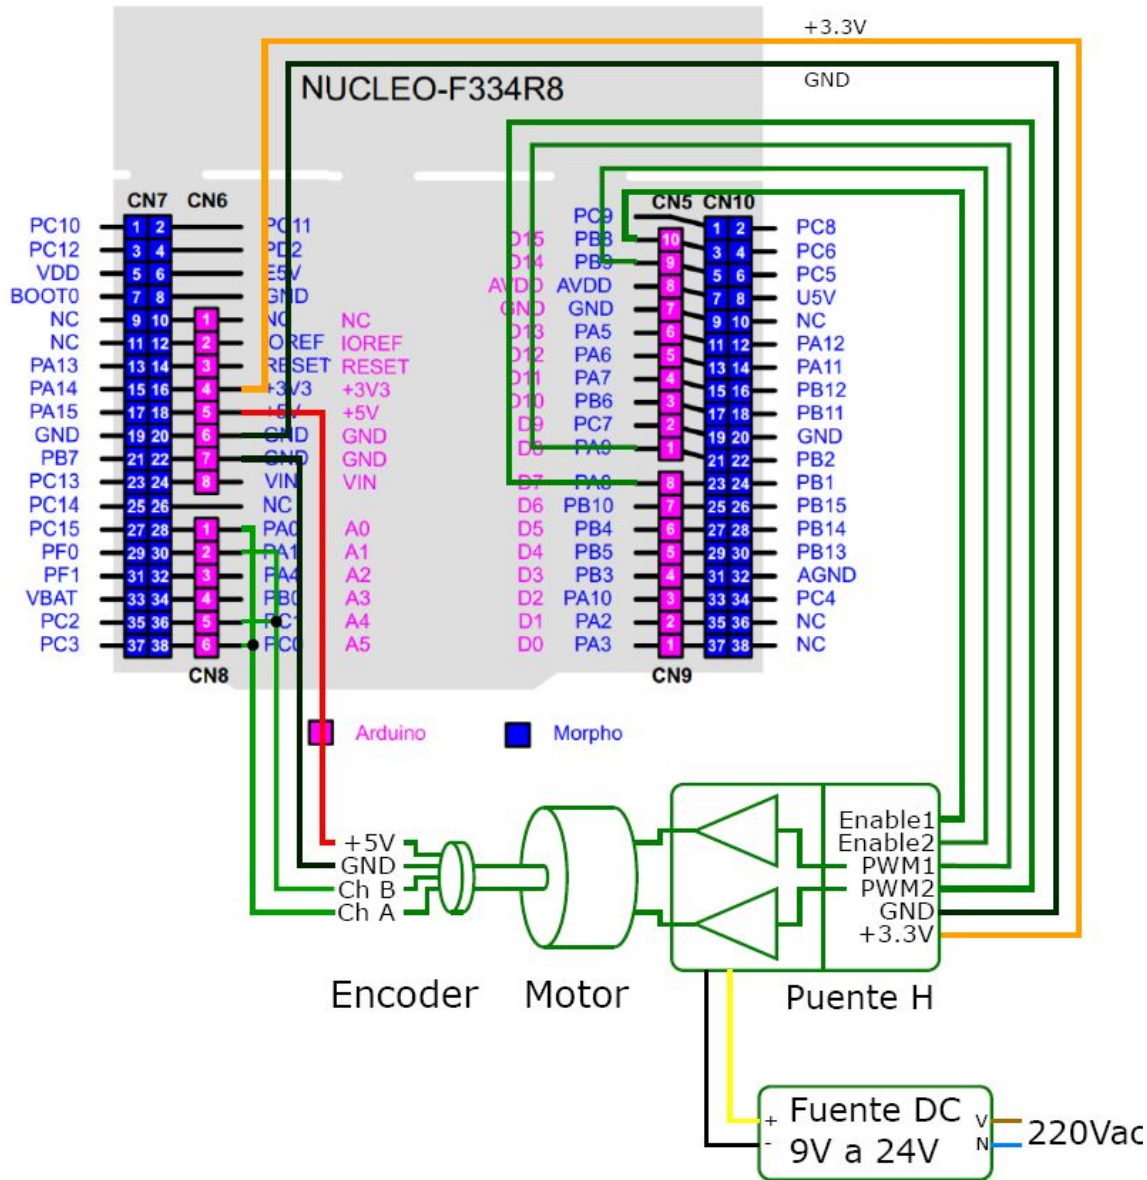 +3.3V
GND
NUCLEO-F334R8
CN7 CN6 CN5 CN10
PC10 1 2 PC11 PC9 1 2 PC8
PC12 3 4 PD2 D15 PB8 10 3 4 PC6
VDD 5 6 E5V D14 PB9 9 5 6 PC5
BOOT0 7 8 GND AVDD AVDD 8 7 8 U5V
NC 9 10 1 NC NC GND GND 7 9 10 NC
NC 11 12 2 IOREF IOREF D13 PA5 6 11 12 PA12
PA13 13 14 3 RESET RESET D12 PA6 5 13 14 PA11
PA14 15 16 4 +3V3 +3V3 D11 PA7 4 15 16 PB12
PA15 17 18 5 +5V +5V D10 PB6 3 17 18 PB11
GND 19 20 6 GND GND D9 PC7 2 19 20 GND
PB7 21 22 7 GND GND D8 PA9 1 21 22 PB2
PC13 23 24 8 VIN VIN D7 PA8 8 23 24 PB1
PC14 25 26 NC D6 PB10 7 25 26 PB15
PC15 27 28 1 PA0 A0 D5 PB4 6 27 28 PB14
PF0 29 30 2 PA1 A1 D4 PB5 5 29 30 PB13
PF1 31 32 3 PA4 A2 D3 PB3 4 31 32 AGND
VBAT 33 34 4 PB0 A3 D2 PA10 3 33 34 PC4
PC2 35 36 5 PC1 A4 D1 PA2 2 35 36 NC
PC3 37 38 6 PC0 A5 D0 PA3 1 37 38 NC
CN8 CN9
Arduino Morpho
+5V
GND
Ch B
Ch A
Encoder
Motor
Enable1
Enable2
PWM1
PWM2
GND
+3.3V
Puente H
Fuente DC
9V a 24V
+
-
V
N
220Vac